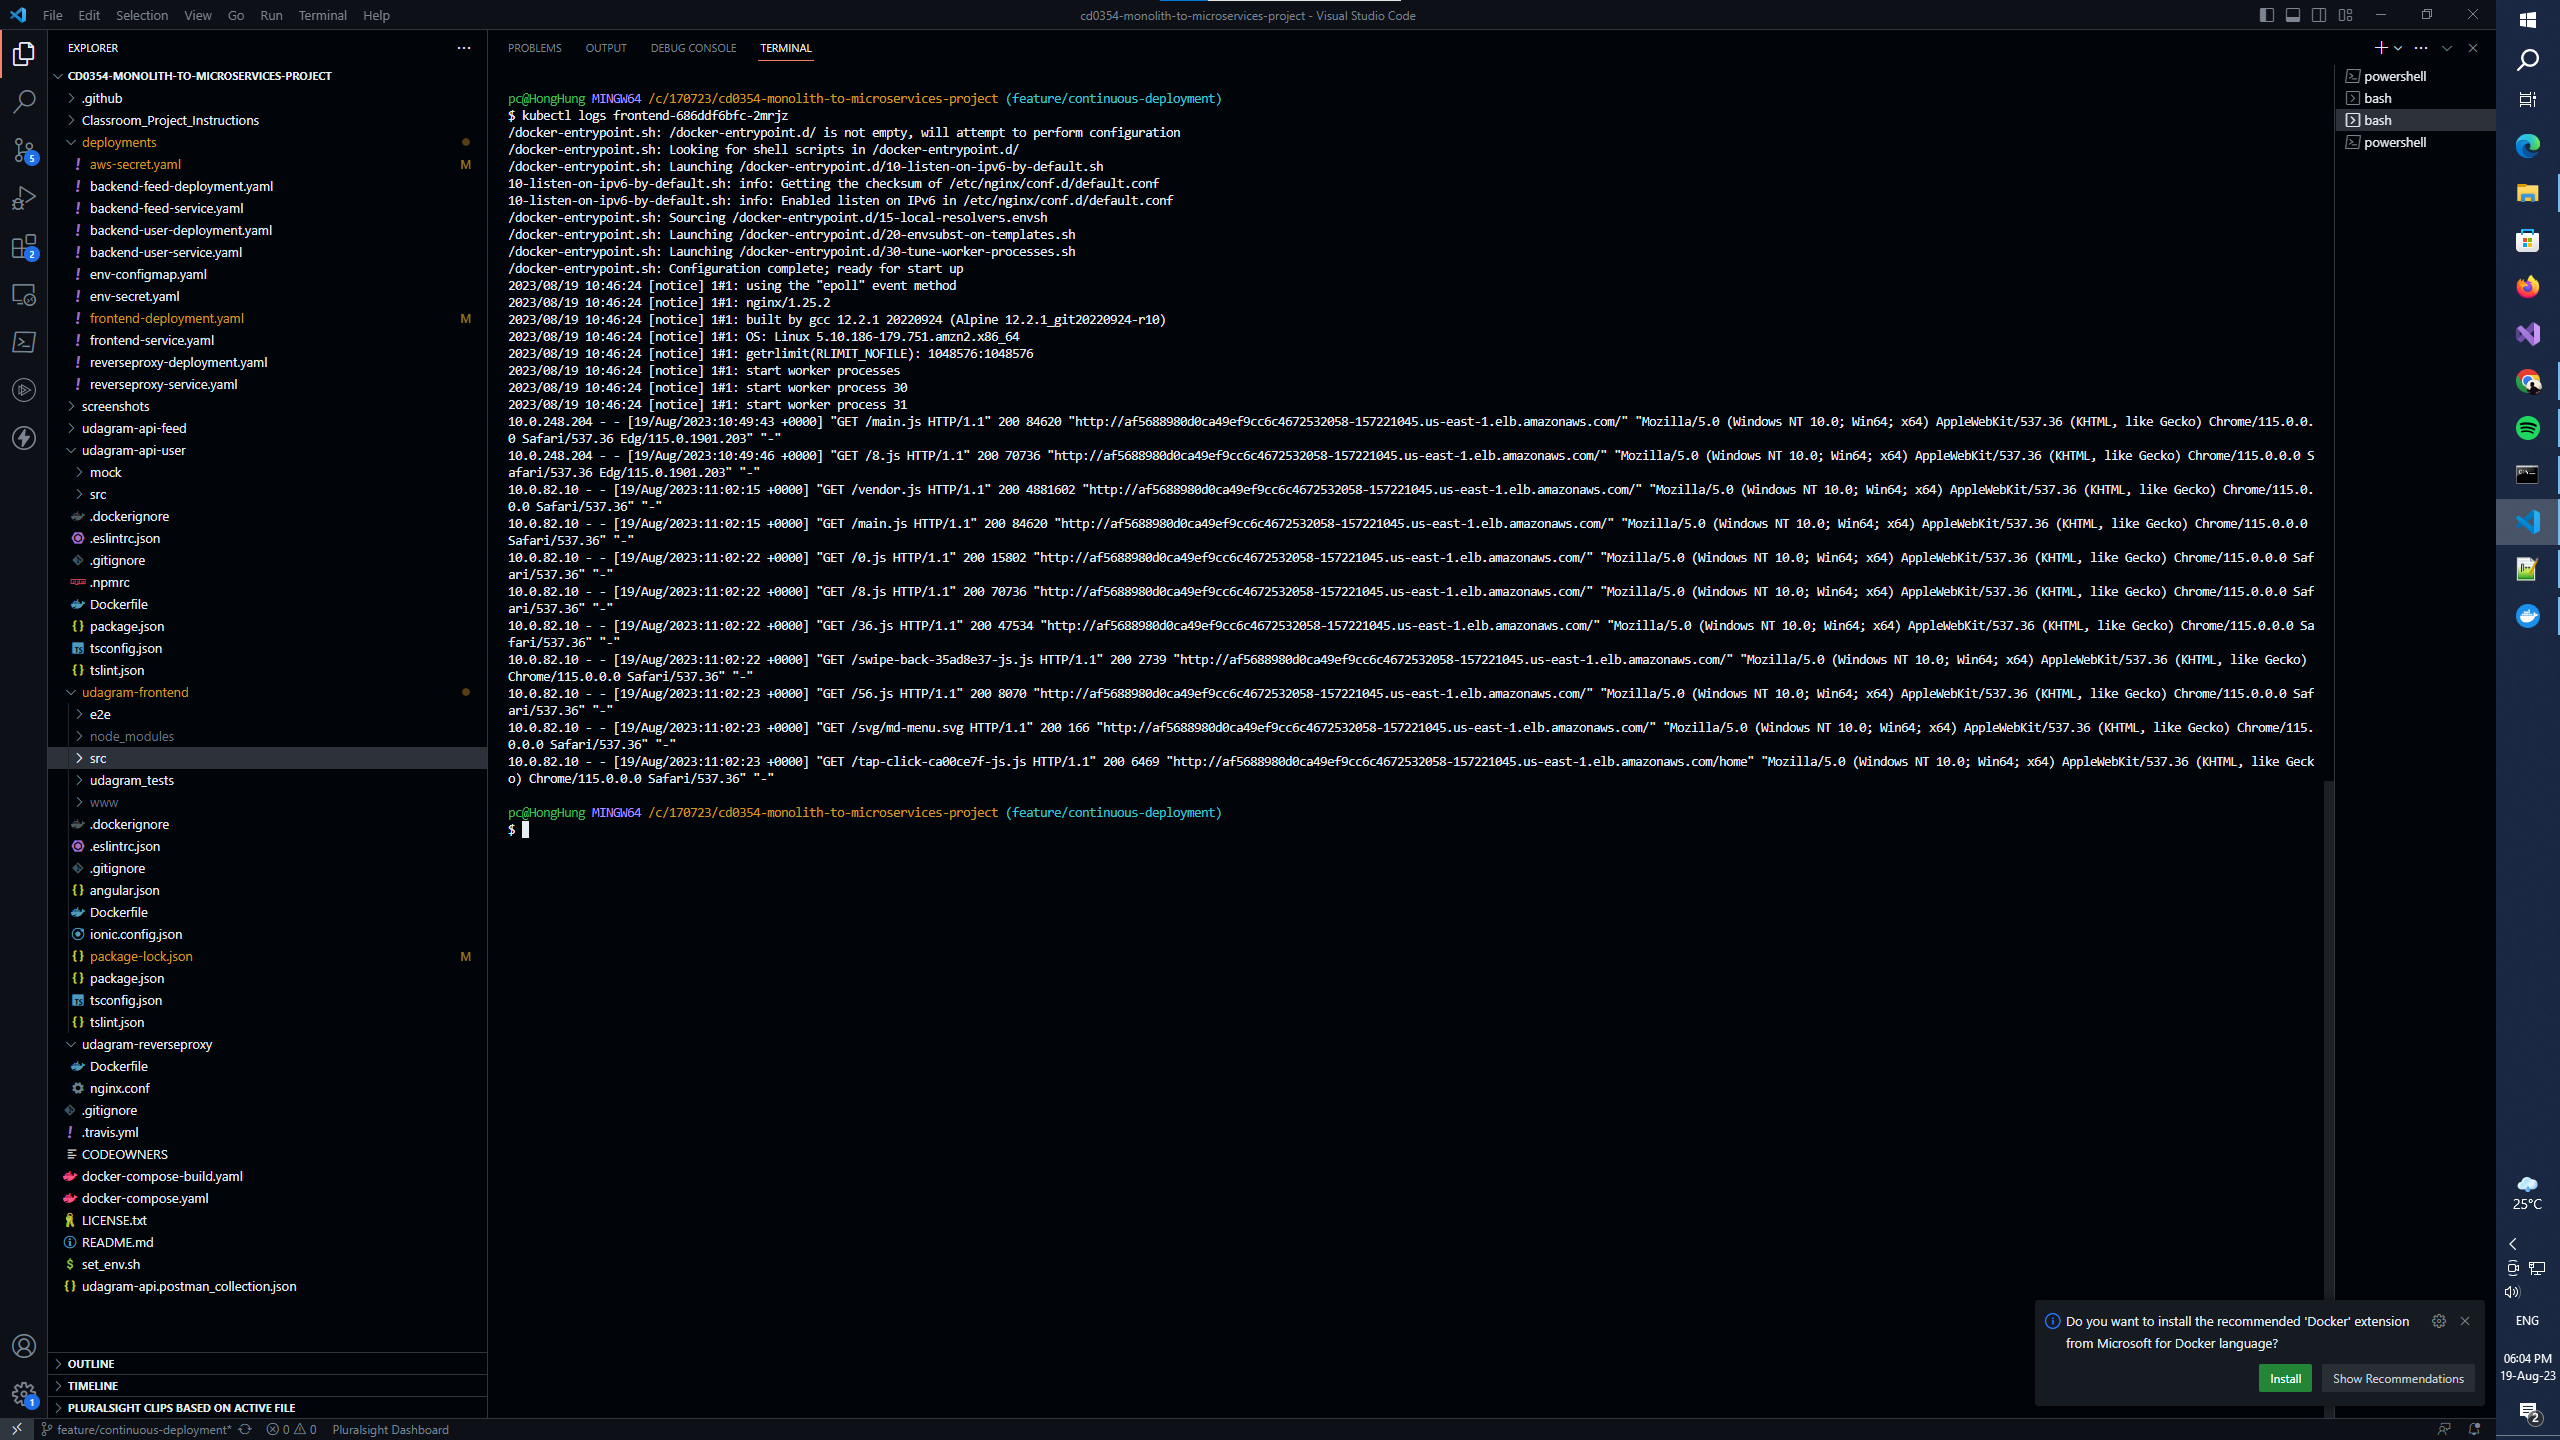 File Edit Selection View Go Run Terminal Help
cd0354-monolith-to-microservices-project - Visual Studio Code
EXPLORER
CD0354-MONOLITH-TO-MICROSERVICES-PROJECT
.github
Classroom_Project_Instructions
deployments
aws-secret.yaml M
backend-feed-deployment.yaml
backend-feed-service.yaml
backend-user-deployment.yaml
backend-user-service.yaml
env-configmap.yaml
env-secret.yaml
frontend-deployment.yaml M
frontend-service.yaml
reverseproxy-deployment.yaml
reverseproxy-service.yaml
screenshots
udagram-api-feed
udagram-api-user
mock
src
.dockerignore
.eslintrc.json
.gitignore
.npmrc
Dockerfile
package.json
tsconfig.json
tslint.json
udagram-frontend
e2e
node_modules
src
udagram_tests
www
.dockerignore
.eslintrc.json
.gitignore
angular.json
Dockerfile
ionic.config.json
package-lock.json M
package.json
tsconfig.json
tslint.json
udagram-reverseproxy
Dockerfile
nginx.conf
.gitignore
.travis.yml
CODEOWNERS
docker-compose-build.yaml
docker-compose.yaml
LICENSE.txt
README.md
set_env.sh
udagram-api.postman_collection.json
OUTLINE
TIMELINE
PLURALSIGHT CLIPS BASED ON ACTIVE FILE
5
2
1
PROBLEMS OUTPUT DEBUG CONSOLE TERMINAL
pc@HongHung MINGW64 /c/170723/cd0354-monolith-to-microservices-project (feature/continuous-deployment)
$ kubectl logs frontend-686ddf6bfc-2mrjz
/docker-entrypoint.sh: /docker-entrypoint.d/ is not empty, will attempt to perform configuration
/docker-entrypoint.sh: Looking for shell scripts in /docker-entrypoint.d/
/docker-entrypoint.sh: Launching /docker-entrypoint.d/10-listen-on-ipv6-by-default.sh
10-listen-on-ipv6-by-default.sh: info: Getting the checksum of /etc/nginx/conf.d/default.conf
10-listen-on-ipv6-by-default.sh: info: Enabled listen on IPv6 in /etc/nginx/conf.d/default.conf
/docker-entrypoint.sh: Sourcing /docker-entrypoint.d/15-local-resolvers.envsh
/docker-entrypoint.sh: Launching /docker-entrypoint.d/20-envsubst-on-templates.sh
/docker-entrypoint.sh: Launching /docker-entrypoint.d/30-tune-worker-processes.sh
/docker-entrypoint.sh: Configuration complete; ready for start up
2023/08/19 10:46:24 [notice] 1#1: using the "epoll" event method
2023/08/19 10:46:24 [notice] 1#1: nginx/1.25.2
2023/08/19 10:46:24 [notice] 1#1: built by gcc 12.2.1 20220924 (Alpine 12.2.1_git20220924-r10)
2023/08/19 10:46:24 [notice] 1#1: OS: Linux 5.10.186-179.751.amzn2.x86_64
2023/08/19 10:46:24 [notice] 1#1: getrlimit(RLIMIT_NOFILE): 1048576:1048576
2023/08/19 10:46:24 [notice] 1#1: start worker processes
2023/08/19 10:46:24 [notice] 1#1: start worker process 30
2023/08/19 10:46:24 [notice] 1#1: start worker process 31
10.0.248.204 - - [19/Aug/2023:10:49:43 +0000] "GET /main.js HTTP/1.1" 200 84620 "http://af5688980d0ca49ef9cc6c4672532058-157221045.us-east-1.elb.amazonaws.com/" "Mozilla/5.0 (Windows NT 10.0; Win64; x64) AppleWebKit/537.36 (KHTML, like Gecko) Chrome/115.0.0.
0 Safari/537.36 Edg/115.0.1901.203" "-"
10.0.248.204 - - [19/Aug/2023:10:49:46 +0000] "GET /8.js HTTP/1.1" 200 70736 "http://af5688980d0ca49ef9cc6c4672532058-157221045.us-east-1.elb.amazonaws.com/" "Mozilla/5.0 (Windows NT 10.0; Win64; x64) AppleWebKit/537.36 (KHTML, like Gecko) Chrome/115.0.0.0 S
afari/537.36 Edg/115.0.1901.203" "-"
10.0.82.10 - - [19/Aug/2023:11:02:15 +0000] "GET /vendor.js HTTP/1.1" 200 4881602 "http://af5688980d0ca49ef9cc6c4672532058-157221045.us-east-1.elb.amazonaws.com/" "Mozilla/5.0 (Windows NT 10.0; Win64; x64) AppleWebKit/537.36 (KHTML, like Gecko) Chrome/115.0.
0.0 Safari/537.36" "-"
10.0.82.10 - - [19/Aug/2023:11:02:15 +0000] "GET /main.js HTTP/1.1" 200 84620 "http://af5688980d0ca49ef9cc6c4672532058-157221045.us-east-1.elb.amazonaws.com/" "Mozilla/5.0 (Windows NT 10.0; Win64; x64) AppleWebKit/537.36 (KHTML, like Gecko) Chrome/115.0.0.0
Safari/537.36" "-"
10.0.82.10 - - [19/Aug/2023:11:02:22 +0000] "GET /0.js HTTP/1.1" 200 15802 "http://af5688980d0ca49ef9cc6c4672532058-157221045.us-east-1.elb.amazonaws.com/" "Mozilla/5.0 (Windows NT 10.0; Win64; x64) AppleWebKit/537.36 (KHTML, like Gecko) Chrome/115.0.0.0 Saf
ari/537.36" "-"
10.0.82.10 - - [19/Aug/2023:11:02:22 +0000] "GET /8.js HTTP/1.1" 200 70736 "http://af5688980d0ca49ef9cc6c4672532058-157221045.us-east-1.elb.amazonaws.com/" "Mozilla/5.0 (Windows NT 10.0; Win64; x64) AppleWebKit/537.36 (KHTML, like Gecko) Chrome/115.0.0.0 Saf
ari/537.36" "-"
10.0.82.10 - - [19/Aug/2023:11:02:22 +0000] "GET /36.js HTTP/1.1" 200 47534 "http://af5688980d0ca49ef9cc6c4672532058-157221045.us-east-1.elb.amazonaws.com/" "Mozilla/5.0 (Windows NT 10.0; Win64; x64) AppleWebKit/537.36 (KHTML, like Gecko) Chrome/115.0.0.0 Sa
fari/537.36" "-"
10.0.82.10 - - [19/Aug/2023:11:02:22 +0000] "GET /swipe-back-35ad8e37-js.js HTTP/1.1" 200 2739 "http://af5688980d0ca49ef9cc6c4672532058-157221045.us-east-1.elb.amazonaws.com/" "Mozilla/5.0 (Windows NT 10.0; Win64; x64) AppleWebKit/537.36 (KHTML, like Gecko)
Chrome/115.0.0.0 Safari/537.36" "-"
10.0.82.10 - - [19/Aug/2023:11:02:23 +0000] "GET /56.js HTTP/1.1" 200 8070 "http://af5688980d0ca49ef9cc6c4672532058-157221045.us-east-1.elb.amazonaws.com/" "Mozilla/5.0 (Windows NT 10.0; Win64; x64) AppleWebKit/537.36 (KHTML, like Gecko) Chrome/115.0.0.0 Saf
ari/537.36" "-"
10.0.82.10 - - [19/Aug/2023:11:02:23 +0000] "GET /svg/md-menu.svg HTTP/1.1" 200 166 "http://af5688980d0ca49ef9cc6c4672532058-157221045.us-east-1.elb.amazonaws.com/" "Mozilla/5.0 (Windows NT 10.0; Win64; x64) AppleWebKit/537.36 (KHTML, like Gecko) Chrome/115.
0.0.0 Safari/537.36" "-"
10.0.82.10 - - [19/Aug/2023:11:02:23 +0000] "GET /tap-click-ca00ce7f-js.js HTTP/1.1" 200 6469 "http://af5688980d0ca49ef9cc6c4672532058-157221045.us-east-1.elb.amazonaws.com/home" "Mozilla/5.0 (Windows NT 10.0; Win64; x64) AppleWebKit/537.36 (KHTML, like Geck
o) Chrome/115.0.0.0 Safari/537.36" "-"
pc@HongHung MINGW64 /c/170723/cd0354-monolith-to-microservices-project (feature/continuous-deployment)
$
powershell
bash
bash
powershell
Do you want to install the recommended 'Docker' extension
from Microsoft for Docker language?
Install Show Recommendations
feature/continuous-deployment* 0 0 Pluralsight Dashboard
25°C
ENG
06:04 PM
19-Aug-23
2